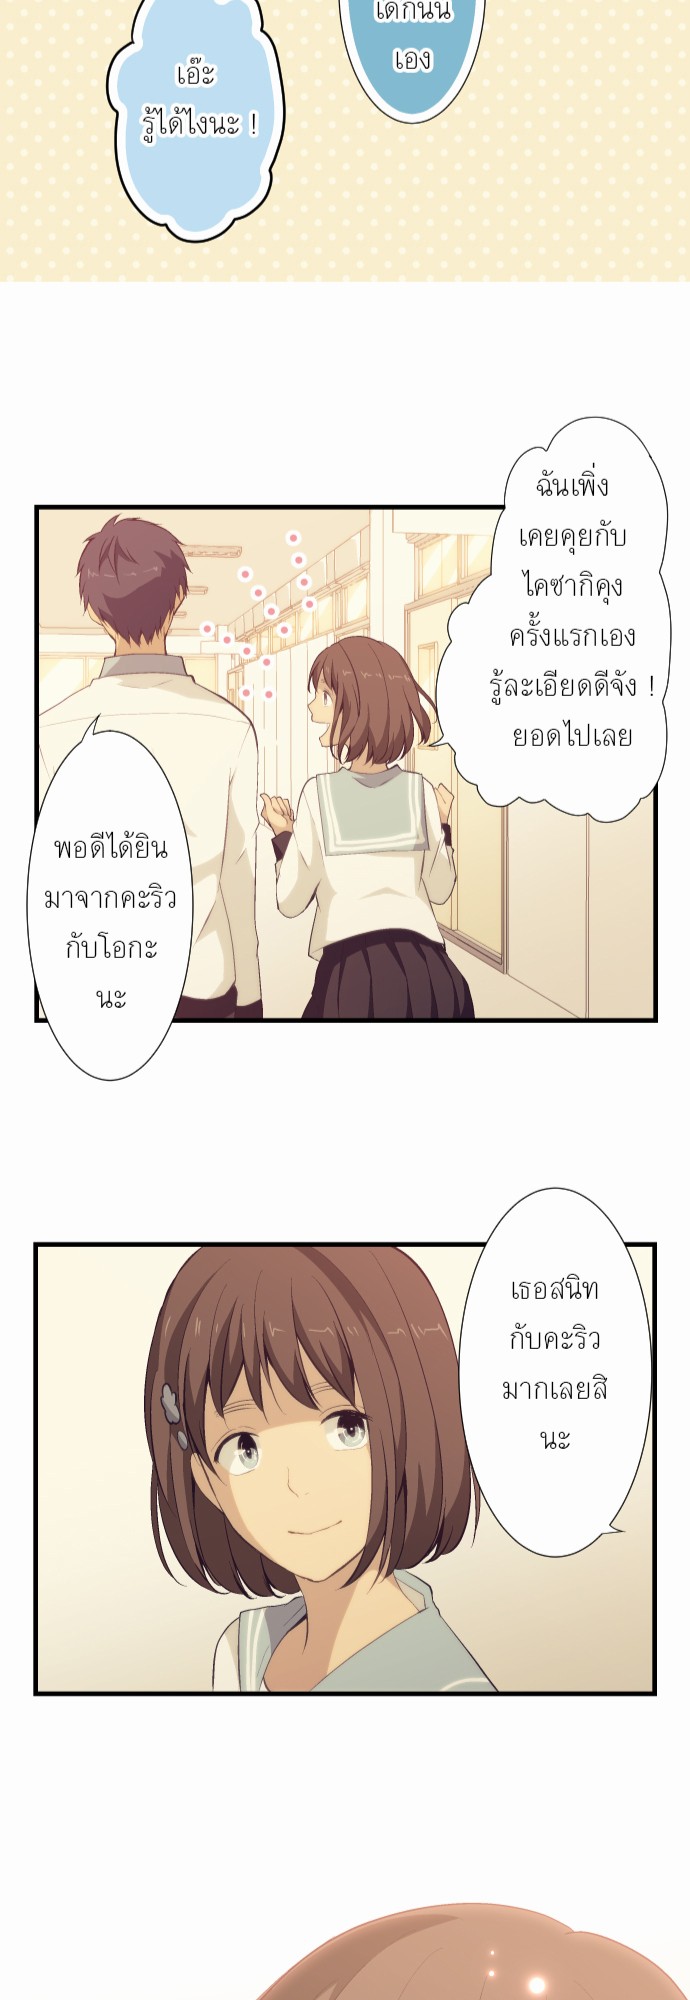 เด็กนั่น
เอง
เอ๊ะ
รู้ได้ไงนะ !
ฉันเพิ่ง
เคยคุยกับ
ไคซากิคุง
ครั้งแรกเอง
รู้ละเอียดดีจัง !
ยอดไปเลย
พอดีได้ยิน
มาจากคะริว
กับโอกะ
นะ
เธอสนิท
กับคะริว
มากเลยสิ
นะ